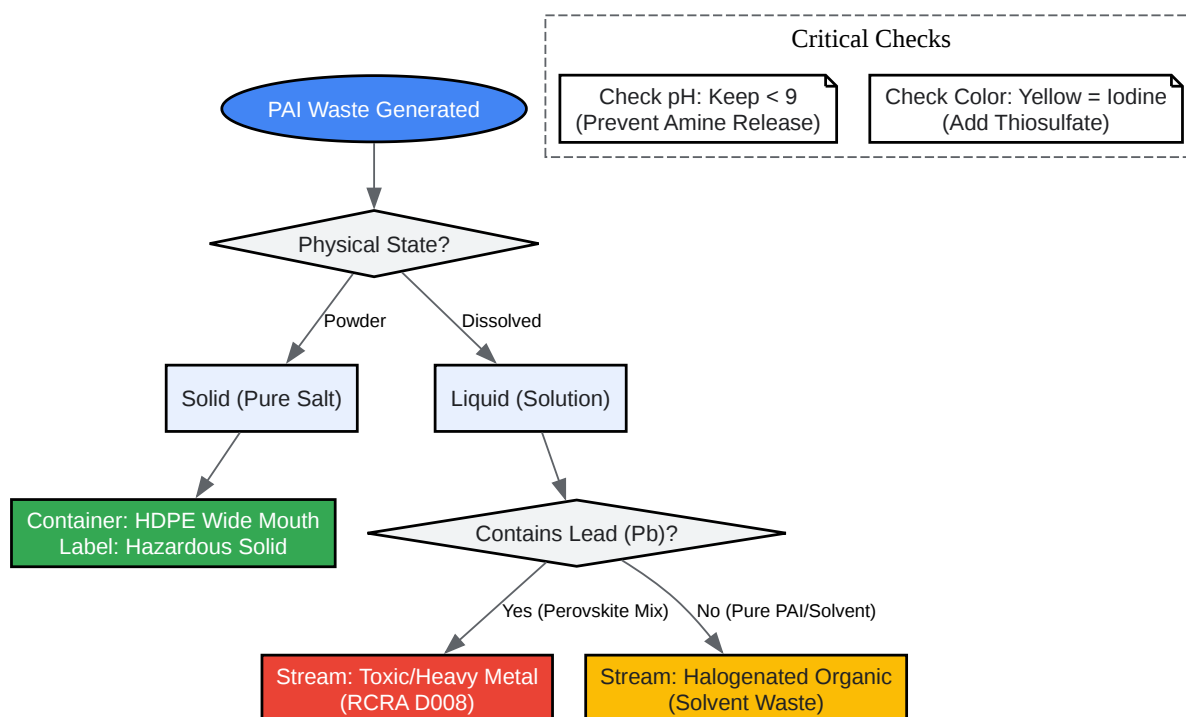 Critical Checks
PAI Waste Generated
Check pH: Keep < 9
(Prevent Amine Release)
Check Color: Yellow = Iodine
(Add Thiosulfate)
Physical State?
Powder
Dissolved
Solid (Pure Salt)
Liquid (Solution)
Container: HDPE Wide Mouth
Label: Hazardous Solid
Contains Lead (Pb)?
Yes (Perovskite Mix)
No (Pure PAI/Solvent)
Stream: Toxic/Heavy Metal
(RCRA D008)
Stream: Halogenated Organic
(Solvent Waste)